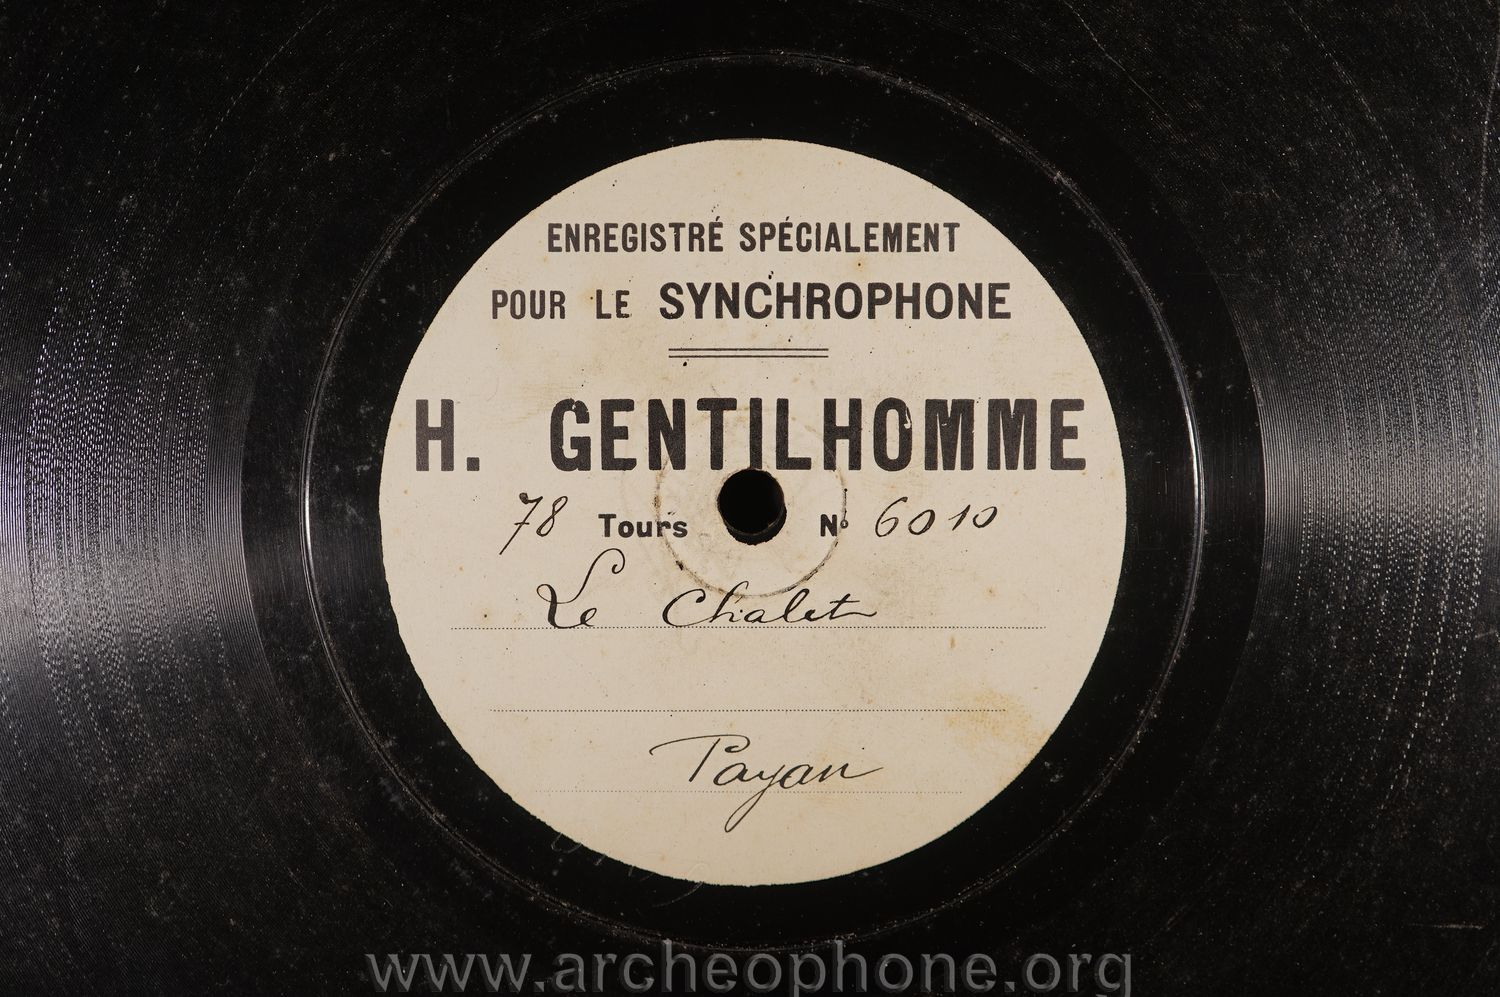 ENREGISTRÉ SPÉCIALEMENT
POUR LE SYNCHROPHONE
H. GENTILHOMME
78 Tours No 6010
Le Chalet
Payan
www.archeophone.org